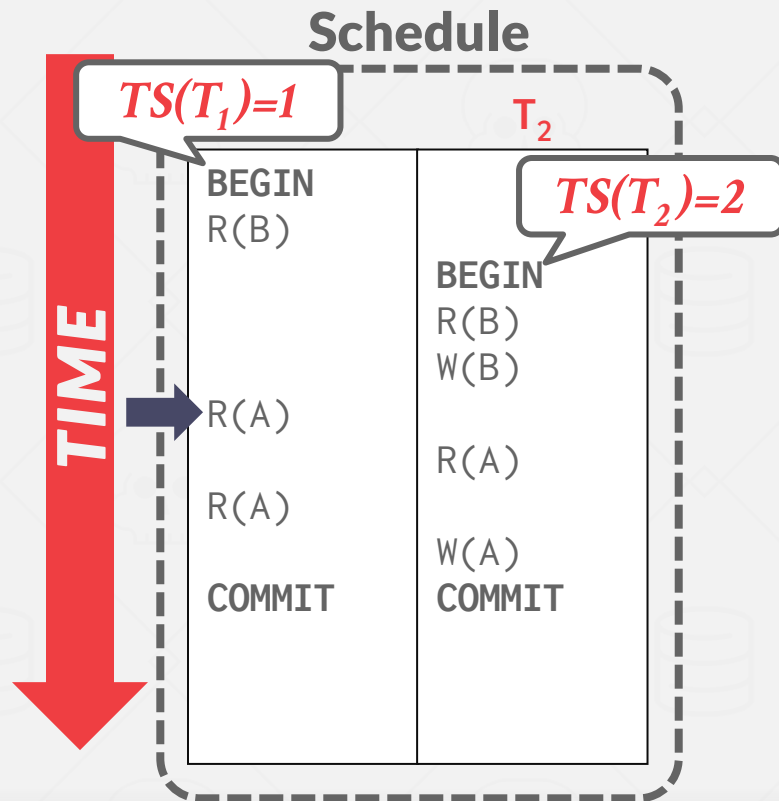 Schedule
TS(T₁)=1
T₂
BEGIN
TS(T₂)=2
R(B)
BEGIN
R(B)
W(B)
R(A)
R(A)
R(A)
W(A)
COMMIT COMMIT
TIME